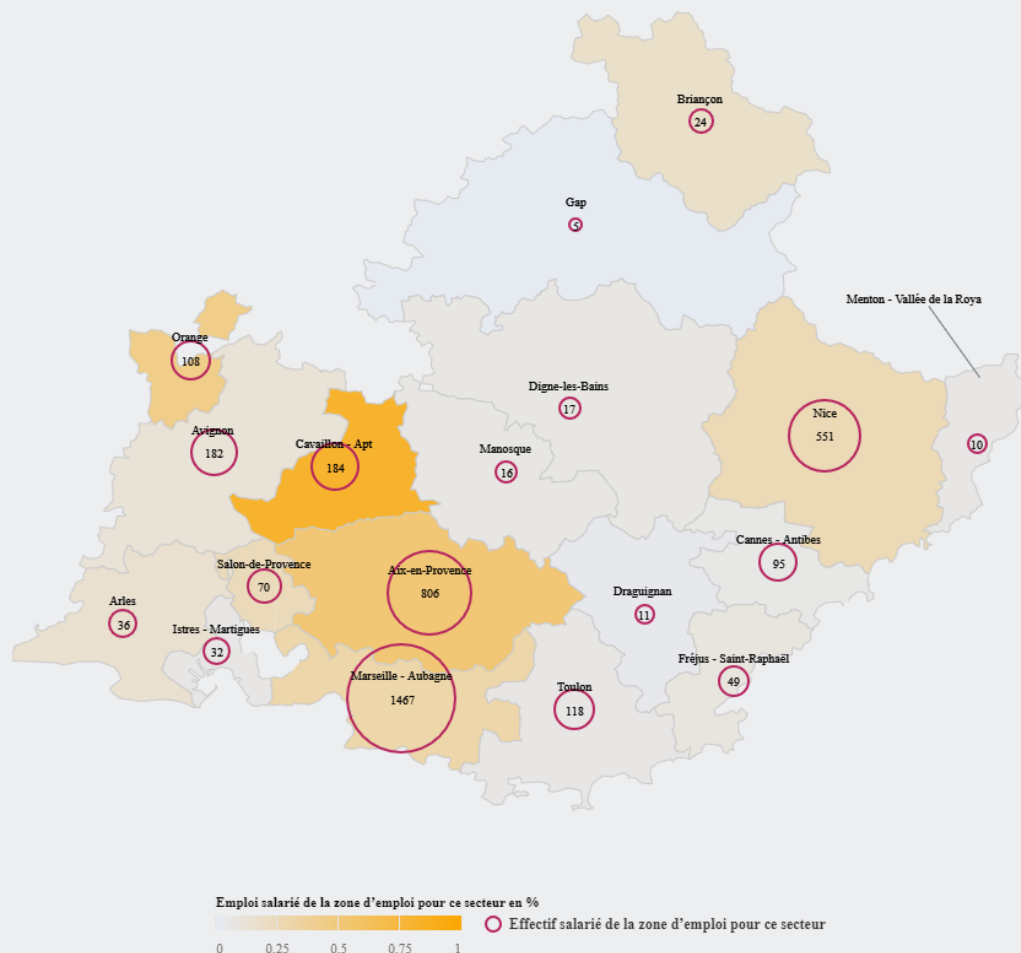 Briançon
24
Gap
5
Menton - Vallée de la Roya
Orange
108
Digne-les-Bains
17
Nice
551
Avignon
182
Cavaillon - Apt
184
Manosque
16
10
Cannes - Antibes
95
Salon-de-Provence
70
Aix-en-Provence
806
Arles
36
Draguignan
11
Istres - Martigues
32
Fréjus - Saint-Raphaël
49
Marseille - Aubagne
1467
Toulon
118
Emploi salarié de la zone d’emploi pour ce secteur en %
0 0.25 0.5 0.75 1
Effectif salarié de la zone d’emploi pour ce secteur